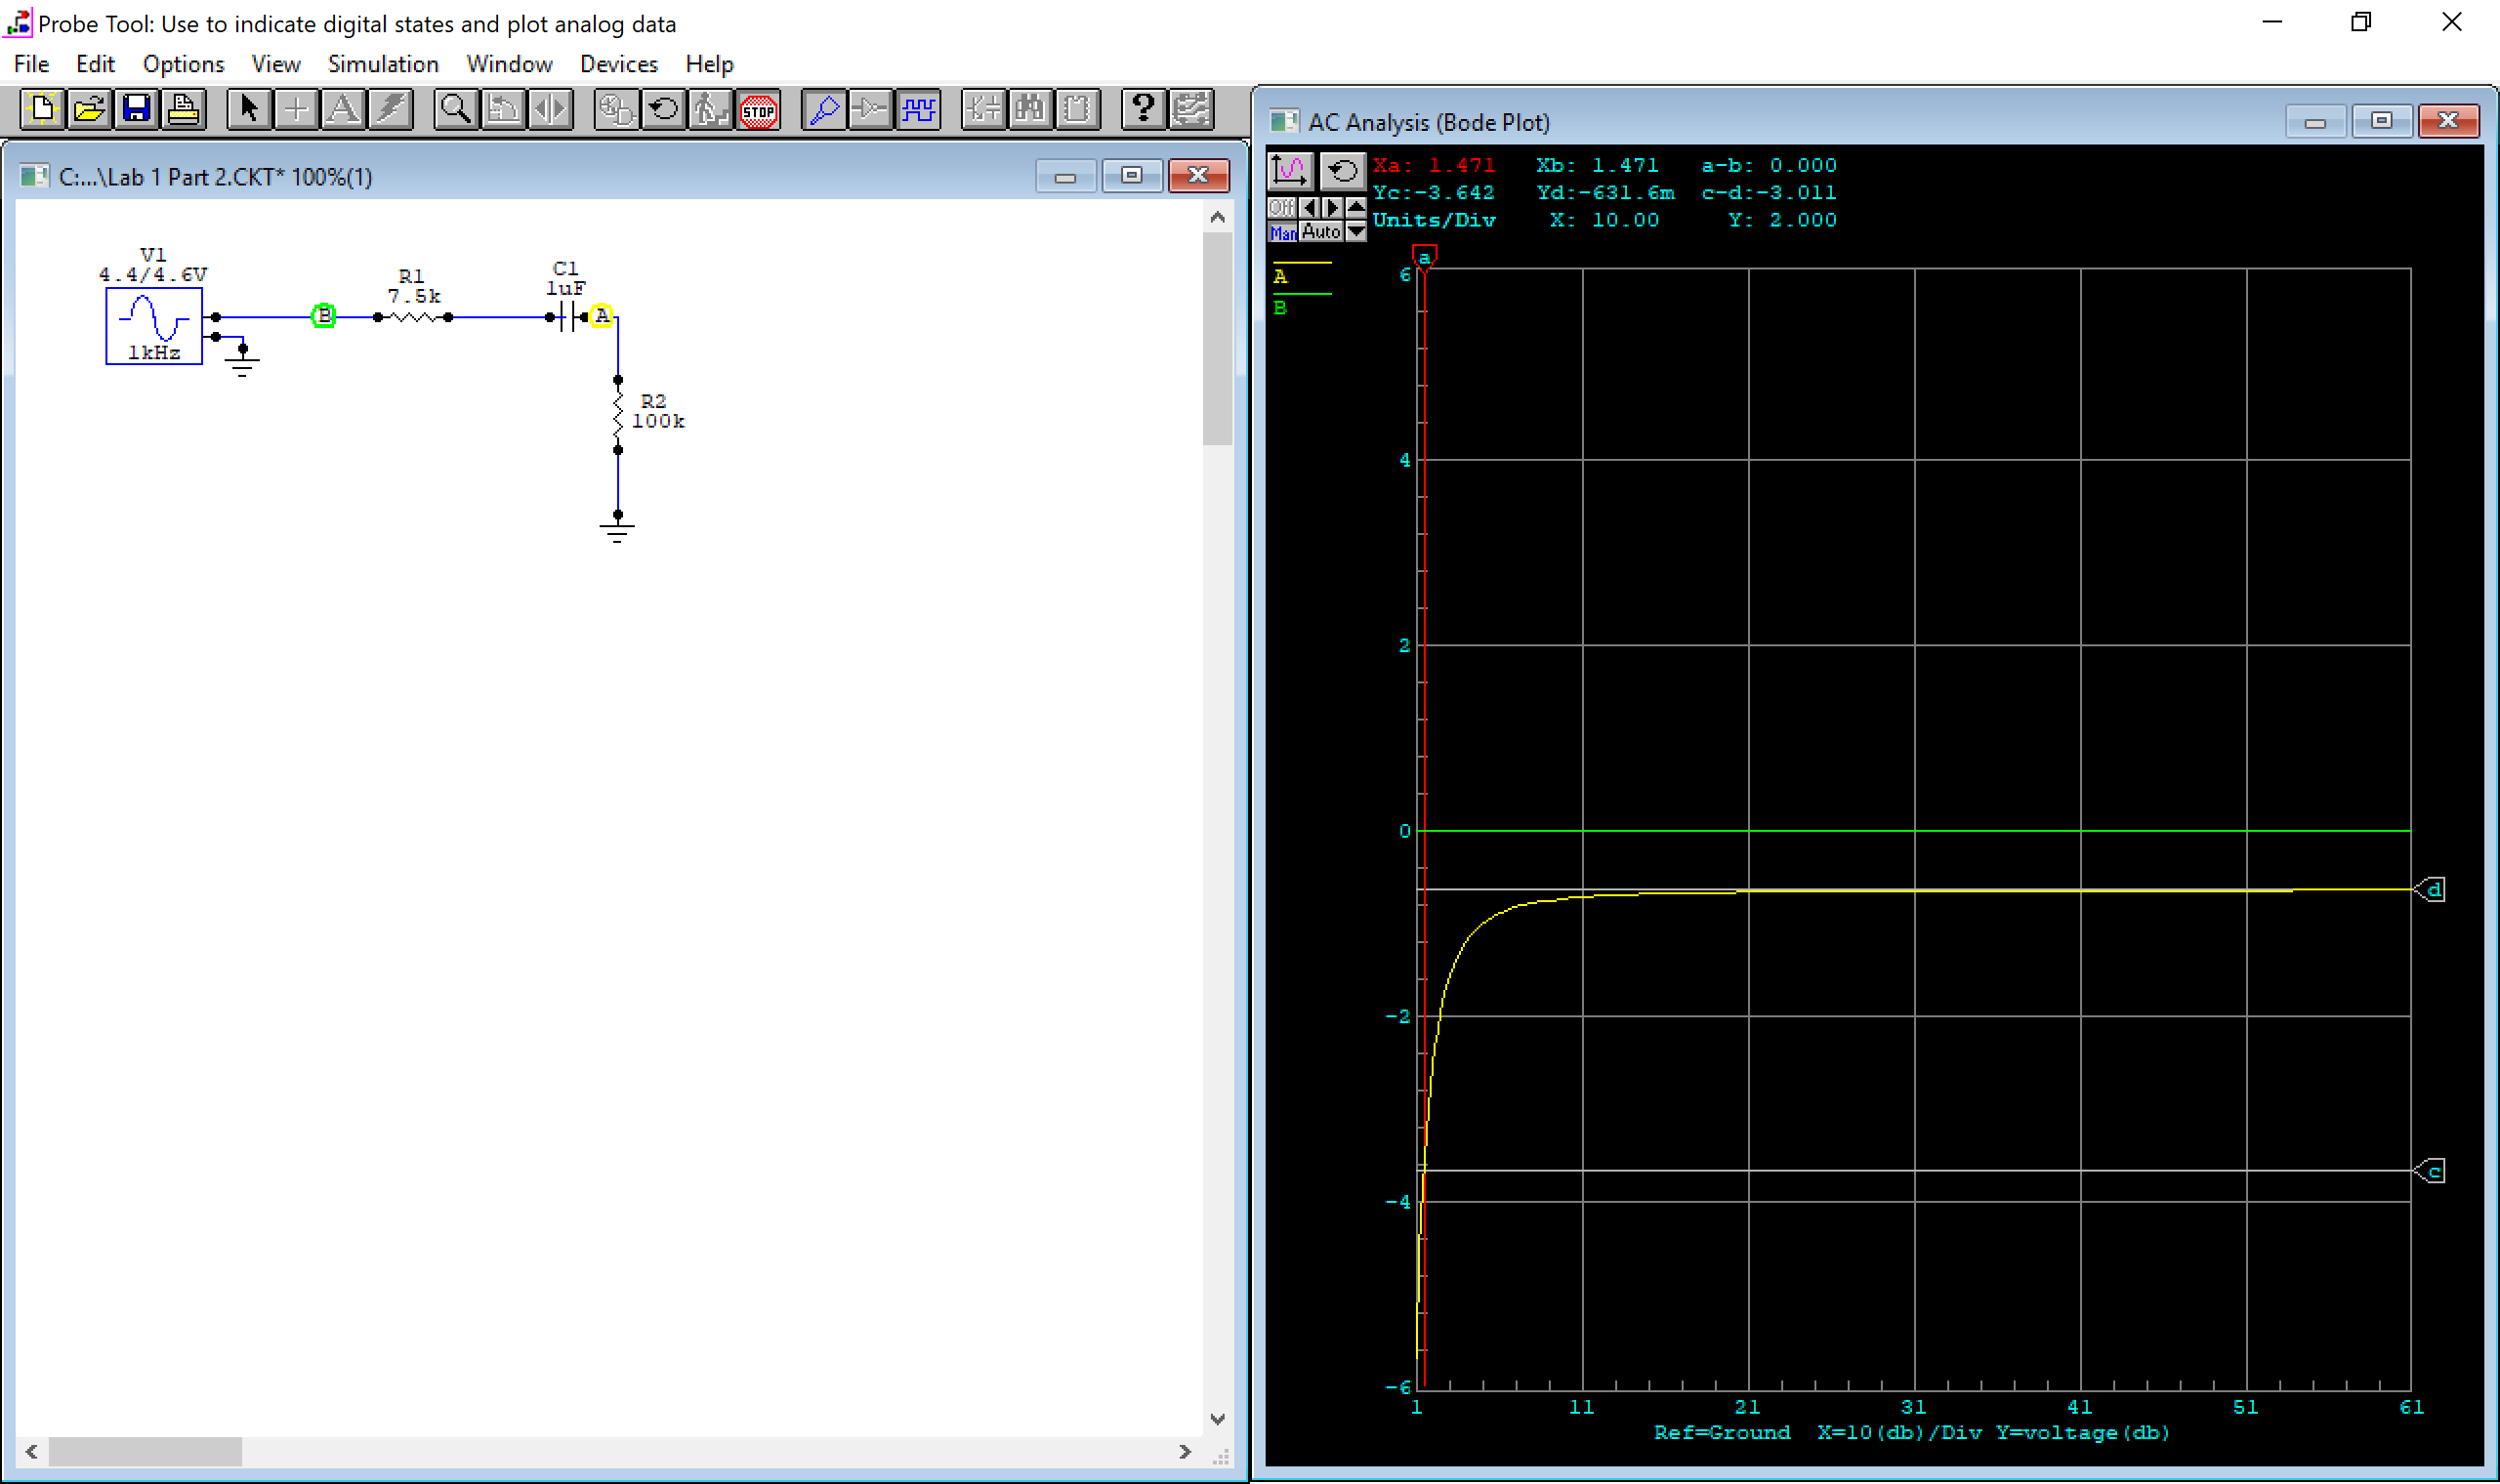 Probe Tool: Use to indicate digital states and plot analog data
File Edit Options View Simulation Window Devices Help
STOP
?
C:...\Lab 1 Part 2.CKT* 100%(1)
V1
4.4/4.6V
1kHz
B
R1
7.5k
C1
1uF
A
R2
100k
AC Analysis (Bode Plot)
Xa: 1.471 Xb: 1.471 a-b: 0.000
Yc:-3.642 Yd:-631.6m c-d:-3.011
Units/Div X: 10.00 Y: 2.000
Off
Man Auto
a
A
B
6
4
2
0
-2
-4
-6
d
c
1 11 21 31 41 51 61
Ref=Ground X=10(db)/Div Y=voltage(db)